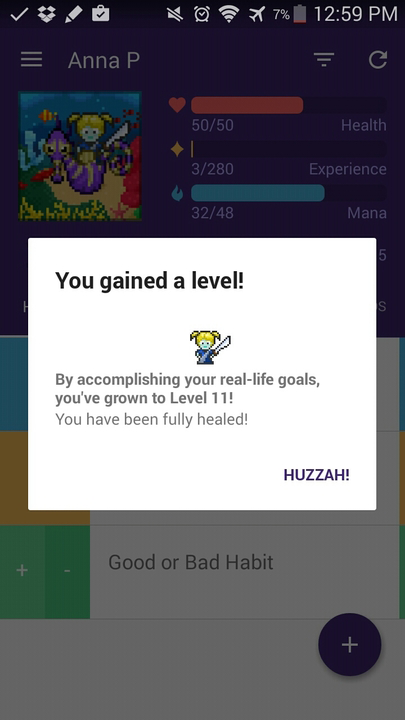 7% 12:59 PM
Anna P
50/50 Health
3/280 Experience
32/48 Mana
5
You gained a level!
By accomplishing your real-life goals,
you've grown to Level 11!
You have been fully healed!
HUZZAH!
+ - Good or Bad Habit
+